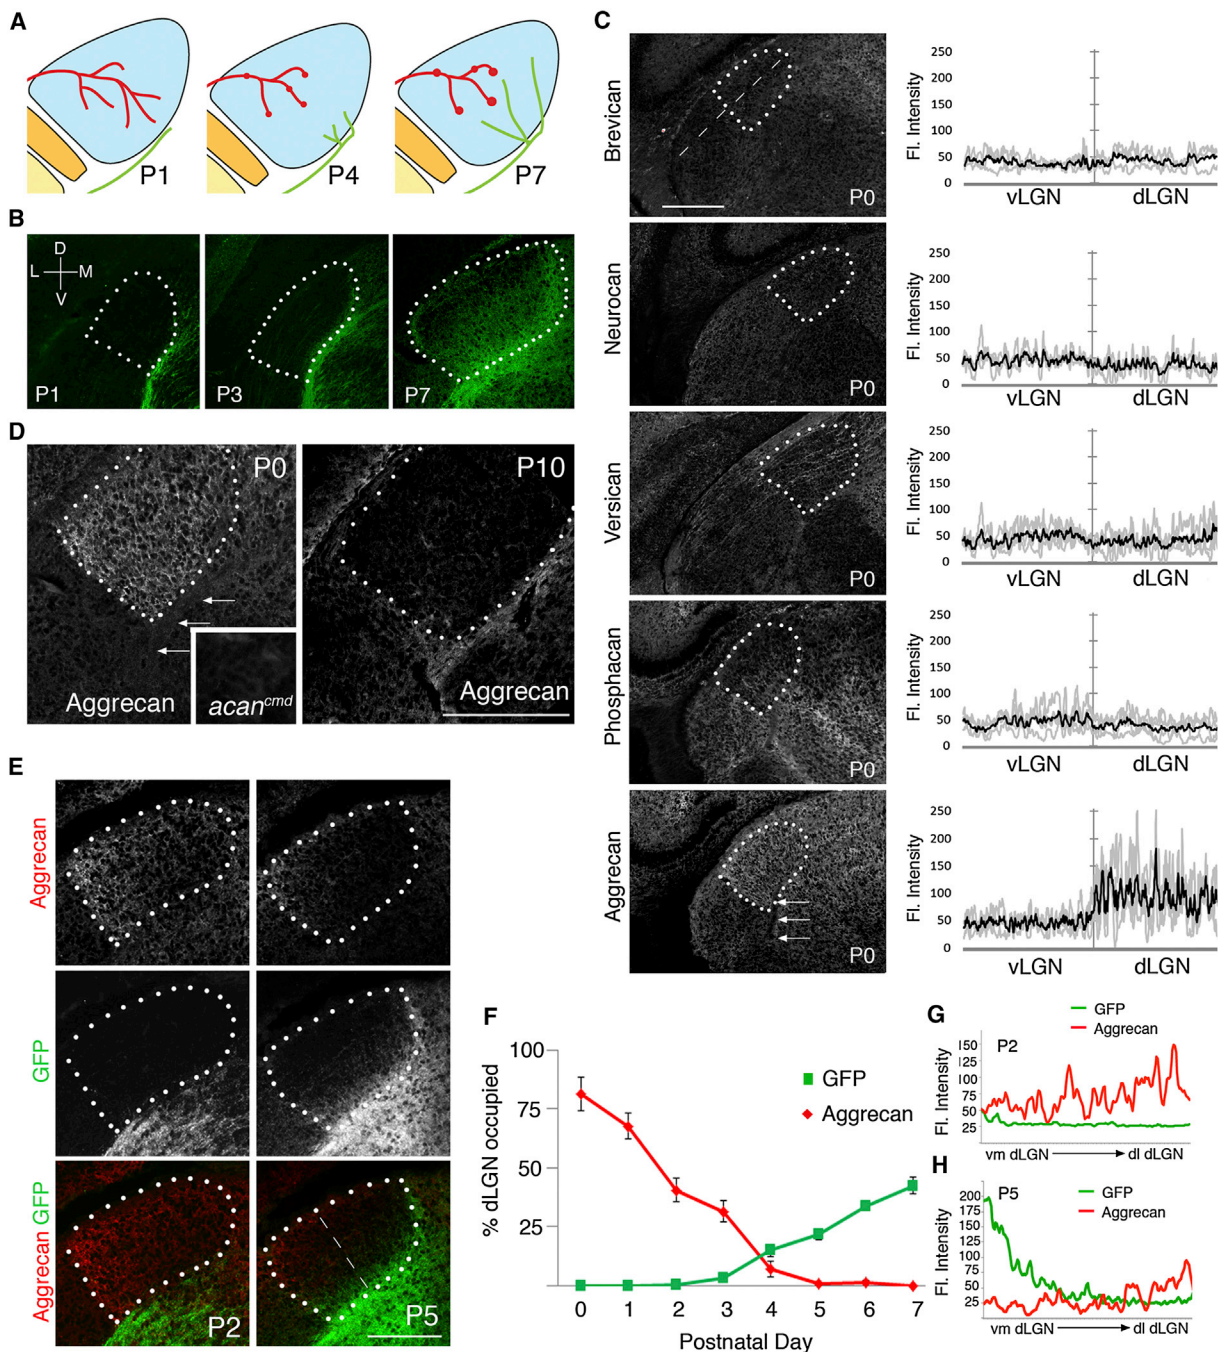 A
P1
P4
P7
B
D
L
M
V
P1
P3
P7
C
Brevican
P0
Fl. Intensity
250
200
150
100
50
0
vLGN
dLGN
Neurocan
P0
Fl. Intensity
250
200
150
100
50
0
vLGN
dLGN
Versican
P0
Fl. Intensity
250
200
150
100
50
0
vLGN
dLGN
Phosphacan
P0
Fl. Intensity
250
200
150
100
50
0
vLGN
dLGN
Aggrecan
P0
Fl. Intensity
250
200
150
100
50
0
vLGN
dLGN
D
P0
Aggrecan
acan^cmd
P10
Aggrecan
E
Aggrecan
GFP
Aggrecan GFP
P2
P5
F
% dLGN occupied
100
75
50
25
GFP
Aggrecan
0 1 2 3 4 5 6 7
Postnatal Day
G
GFP
Aggrecan
P2
Fl. Intensity
150
100
75
50
25
vm dLGN
dl dLGN
H
GFP
Aggrecan
P5
Fl. Intensity
200
175
150
125
100
75
50
25
vm dLGN
dl dLGN